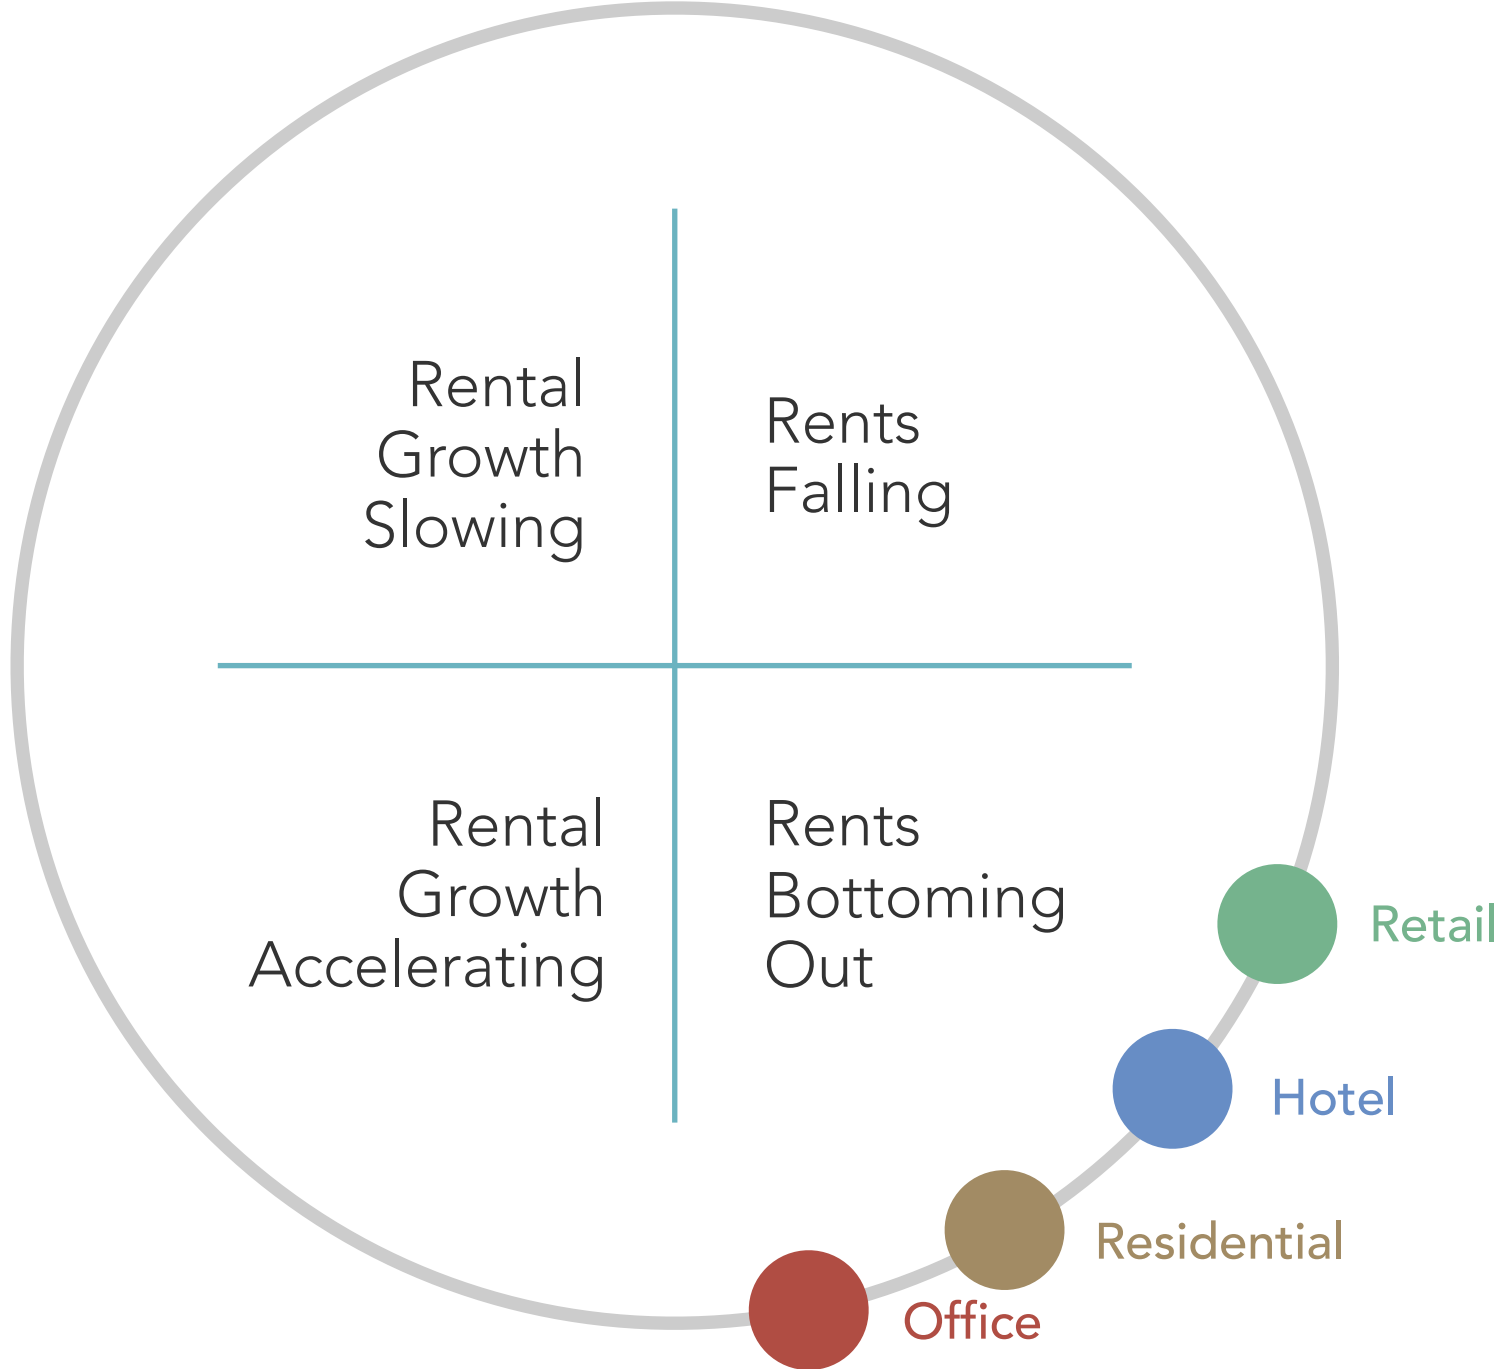 Rental
Growth
Slowing
Rents
Falling
Rental
Growth
Accelerating
Rents
Bottoming
Out
Retail
Hotel
Residential
Office